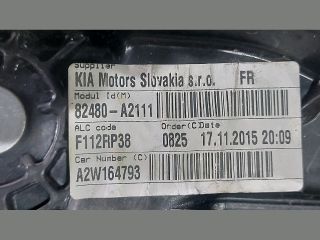 Supplier
KIA Motors Slovakia s.r.o. FR
Modul Id(M)
82480-A2111
ALC code Order(C)Date
F112RP38 0825 17.11.2015 20:09
Car Number (C)
A2W164793